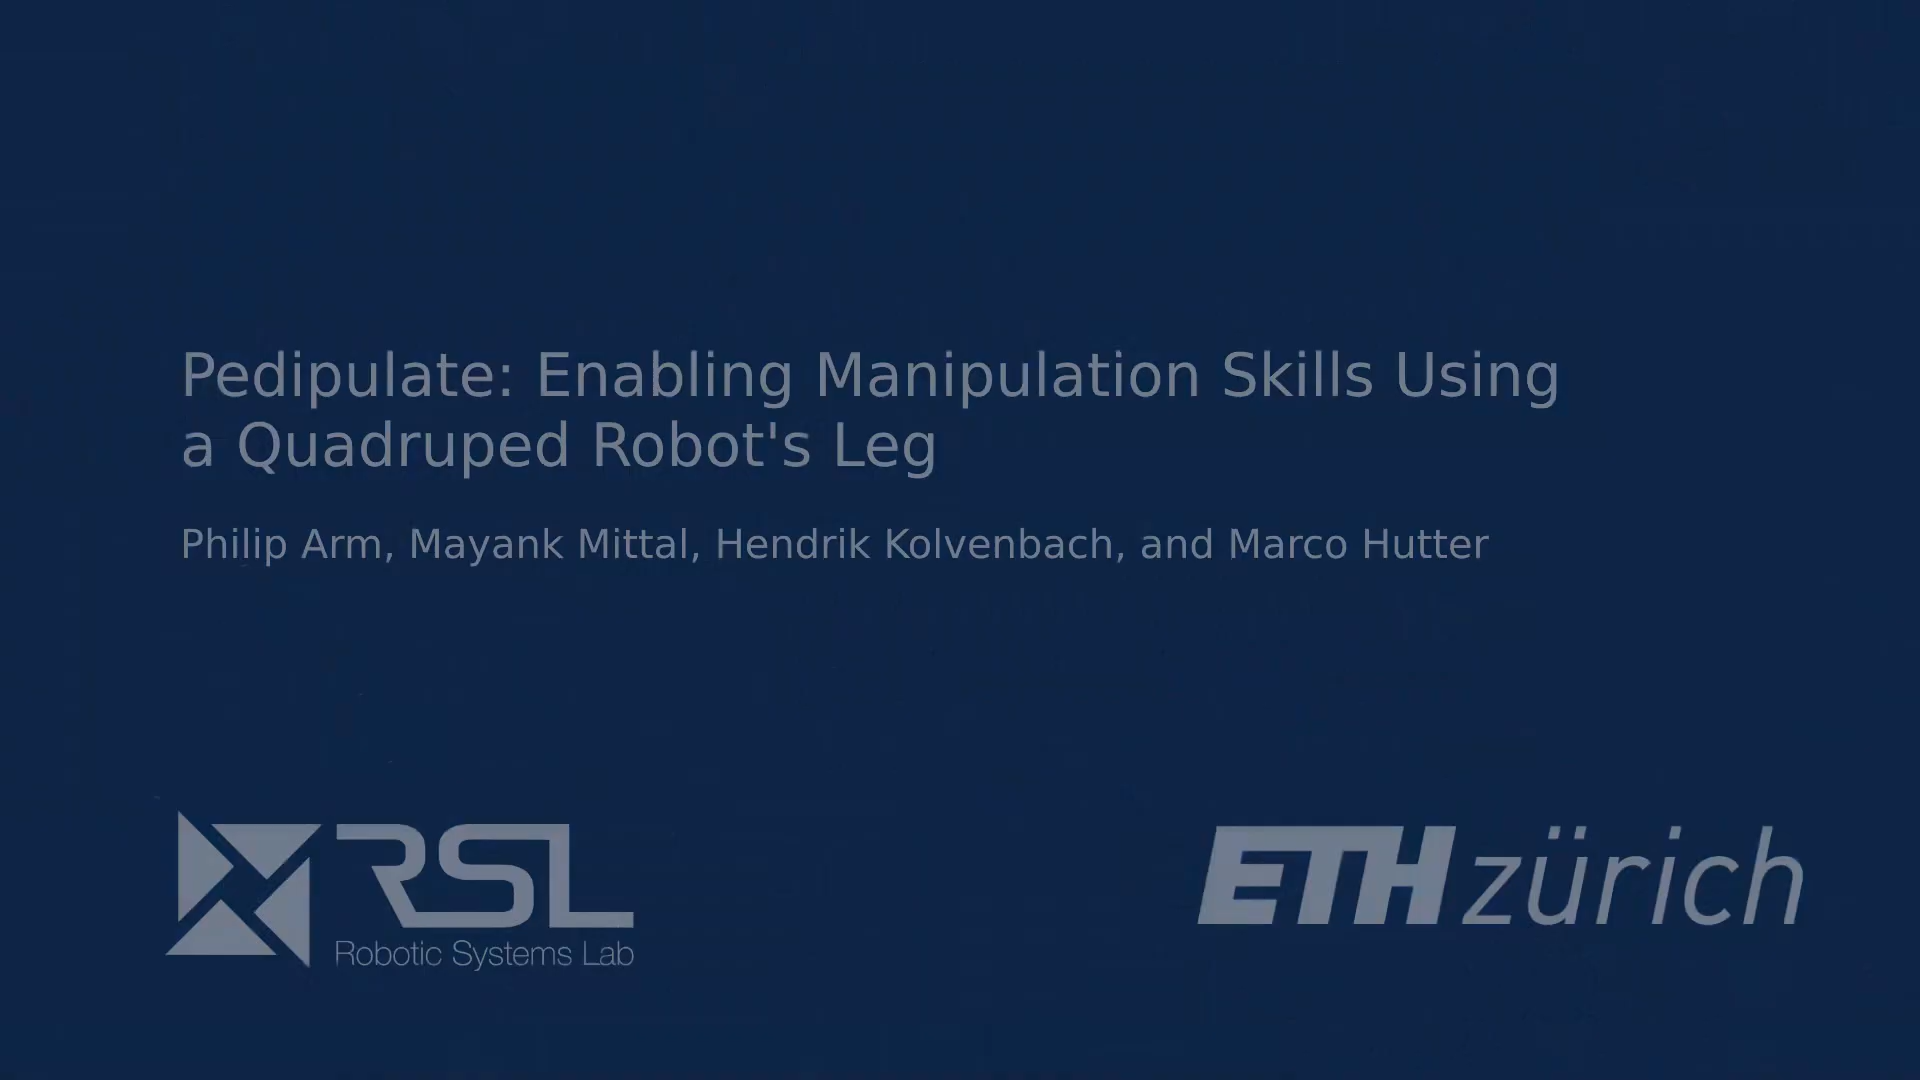 Pedipulate: Enabling Manipulation Skills Using
a Quadruped Robot's Leg
Philip Arm, Mayank Mittal, Hendrik Kolvenbach, and Marco Hutter
RSL
Robotic Systems Lab
ETH zürich